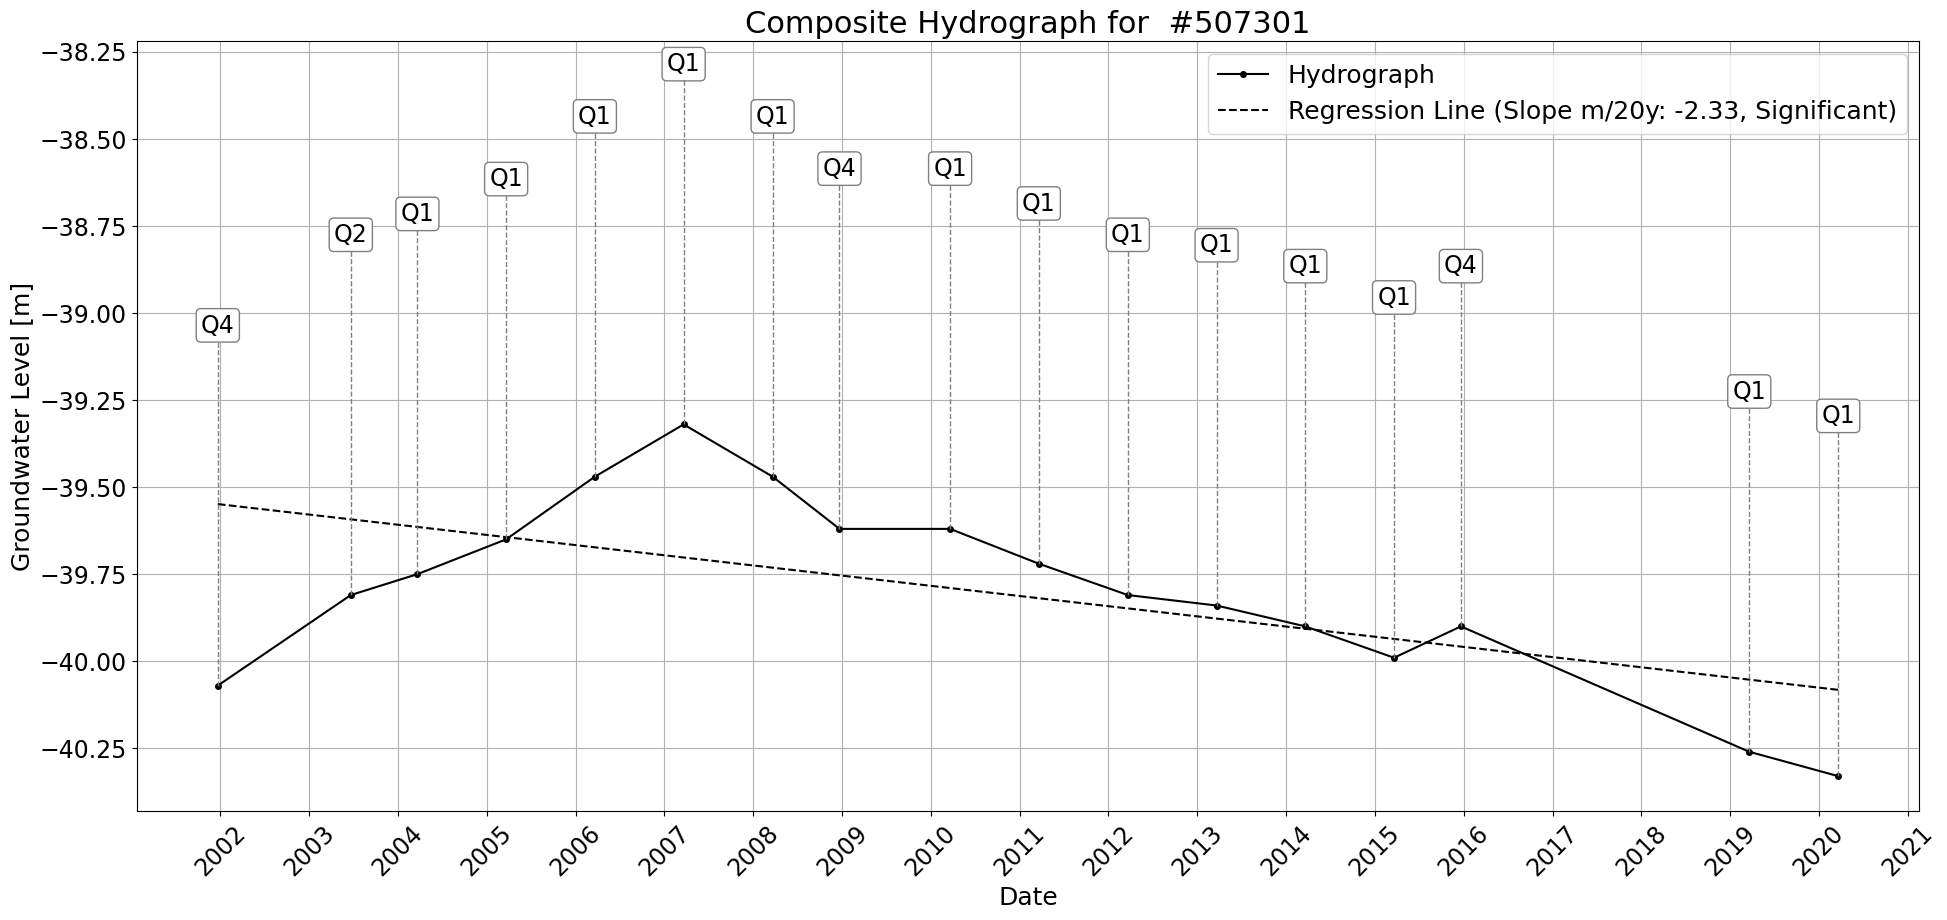 Composite Hydrograph for  #507301
Hydrograph
Regression Line (Slope m/20y: -2.33, Significant)
Groundwater Level [m]
−38.25
−38.50
−38.75
−39.00
−39.25
−39.50
−39.75
−40.00
−40.25
Q4
Q2
Q1
Q1
Q1
Q1
Q1
Q4
Q1
Q1
Q1
Q1
Q1
Q1
Q4
Q1
Q1
2002
2003
2004
2005
2006
2007
2008
2009
2010
2011
2012
2013
2014
2015
2016
2017
2018
2019
2020
2021
Date